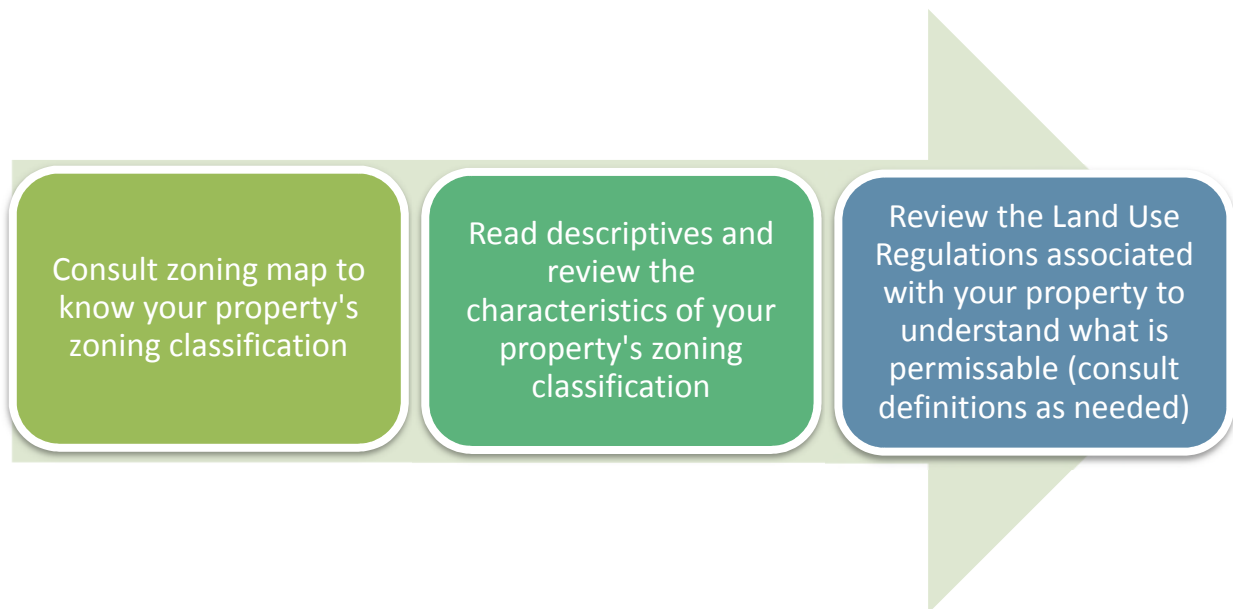 Consult zoning map to
know your property's
zoning classification
Read descriptives and
review the
characteristics of your
property's zoning
classification
Review the Land Use
Regulations associated
with your property to
understand what is
permissable (consult
definitions as needed)